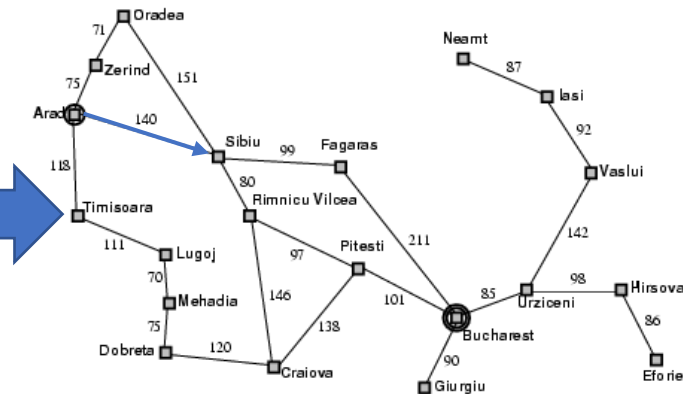 Oradea
71
Neamt
Zerind
87
75
151
Iasi
Arad
140
92
Sibiu
99
Fagaras
118
80
Vaslui
Timisoara
Rimnicu Vilcea
111
Lugoj
97
Pitesti
211
142
70
98
Hirsova
146
101
85
Urziceni
Mehadia
138
86
75
Bucharest
120
Dobreta
90
Craiova
Eforie
Giurgiu